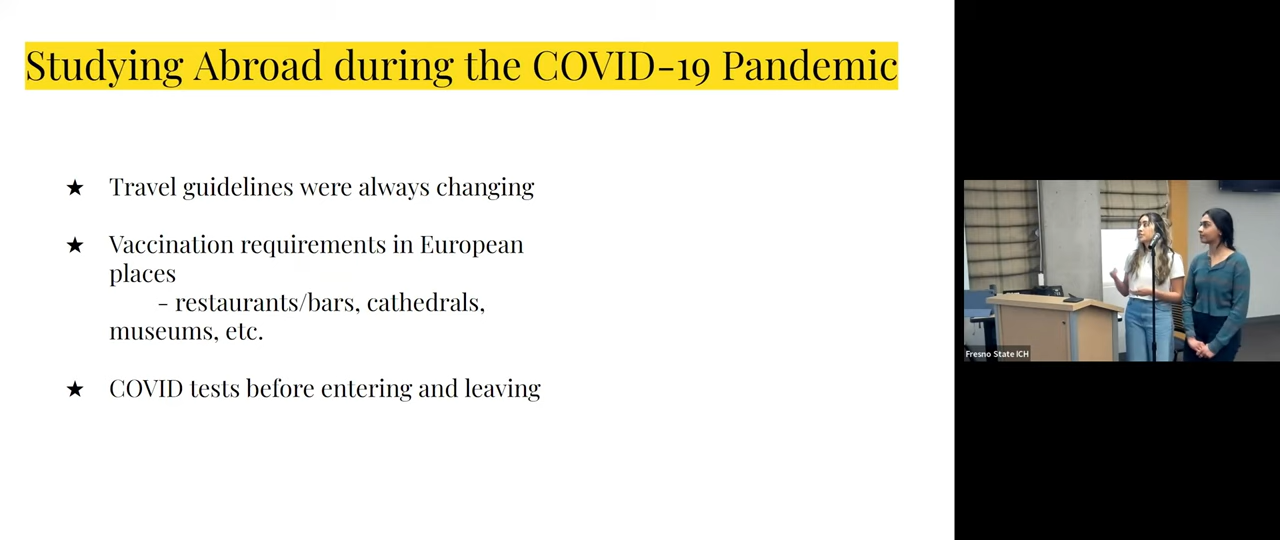 Studying Abroad during the COVID-19 Pandemic
★ Travel guidelines were always changing
★ Vaccination requirements in European
places
- restaurants/bars, cathedrals,
museums, etc.
★ COVID tests before entering and leaving
Fresno State ICH